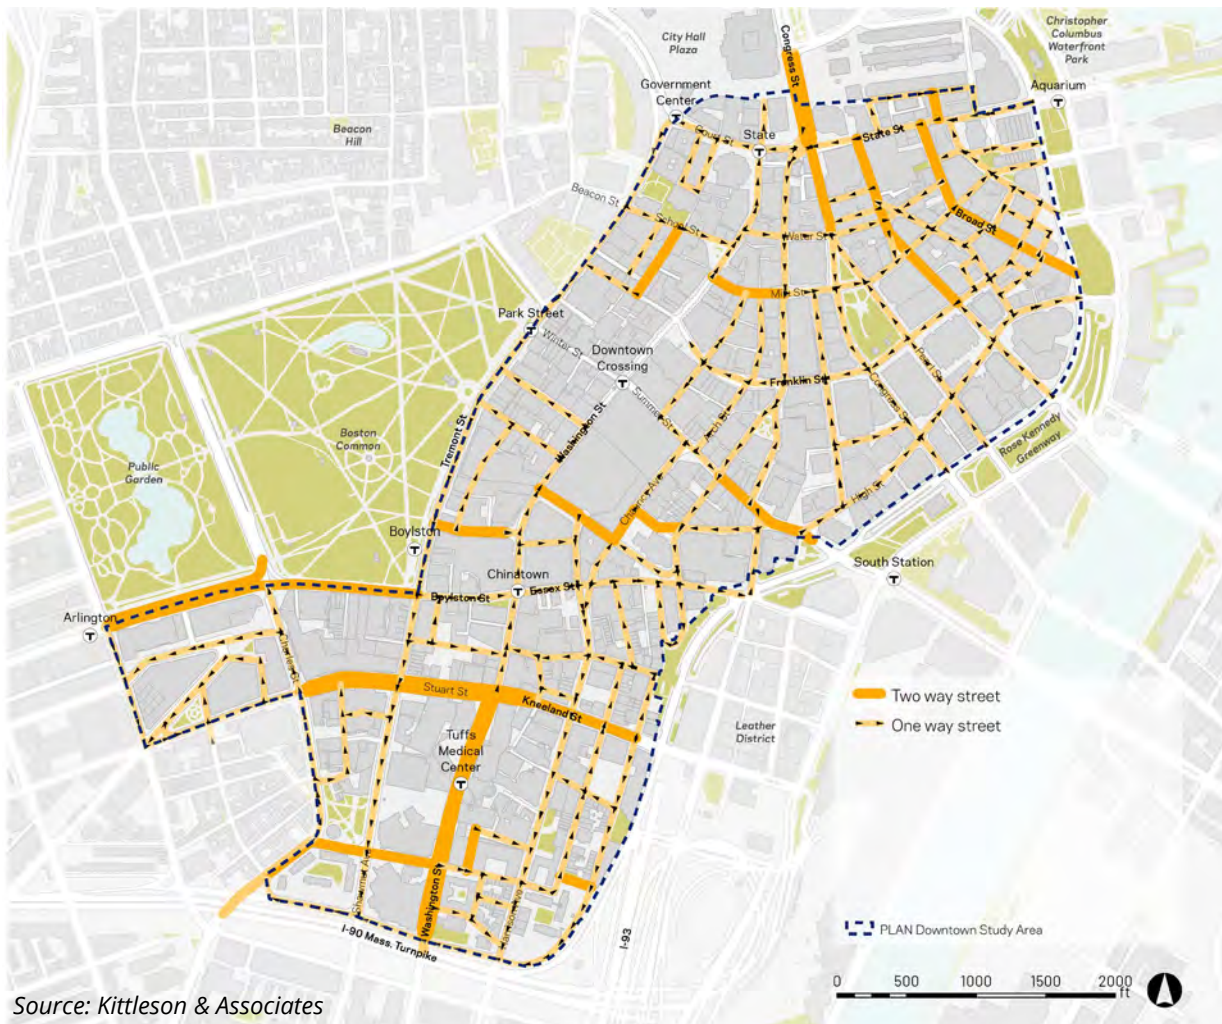 Christopher
Columbus
Waterfront
Park
City Hall
Plaza
Congress St
Government
Center
Aquarium
Beacon
Hill
Court St
State
State St
Beacon St
School St
Water St
Broad St
Milk St
Park Street
Winter St
Downtown
Crossing
Franklin St
Pearl St
Congress St
Summer St
Arch St
Washington St
Tremont St
Boston
Common
Public
Garden
Rose Kennedy
Greenway
Chauncy Ave
High St
Boylston
South Station
Chinatown
Essex St
Boylston St
Arlington
Charles St
Stuart St
Kneeland St
Two way street
One way street
Leather
District
Tuffs
Medical
Center
Shawmut Ave
Washington St
Harrison Ave
I-90 Mass. Turnpike
I-93
PLAN Downtown Study Area
0 500 1000 1500 2000
ft
Source: Kittleson & Associates